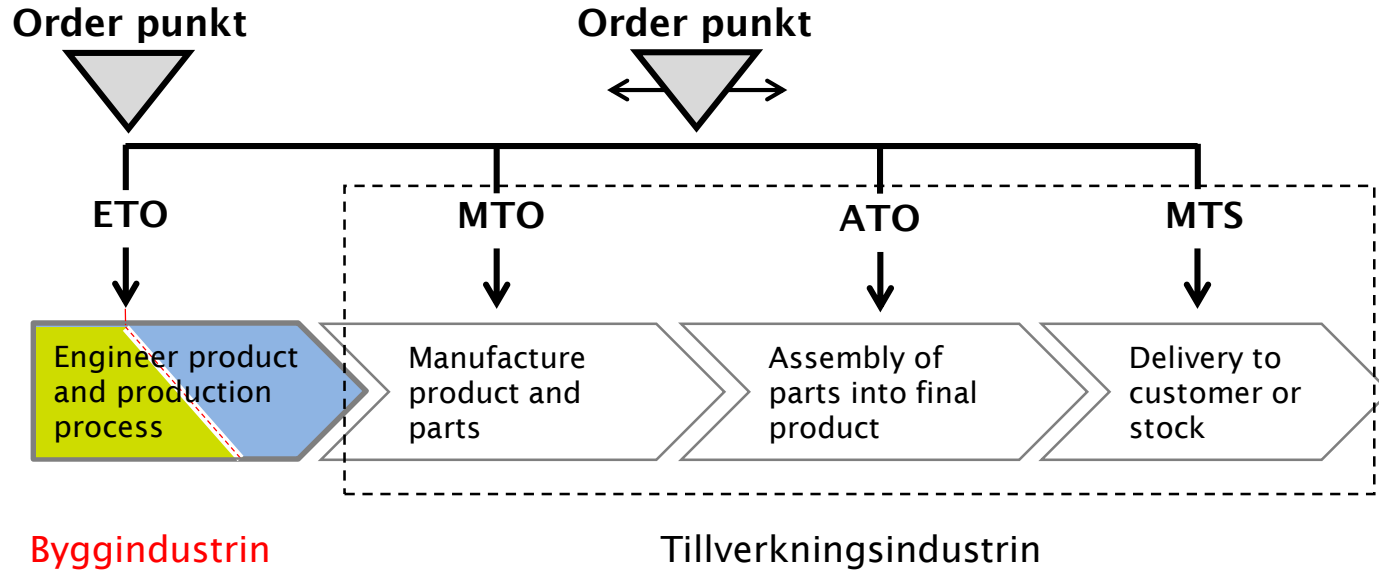 Order punkt
Order punkt
ETO
MTO
ATO
MTS
Engineer product
and production
process
Manufacture
product and
parts
Assembly of
parts into final
product
Delivery to
customer or
stock
Byggindustrin
Tillverkningsindustrin